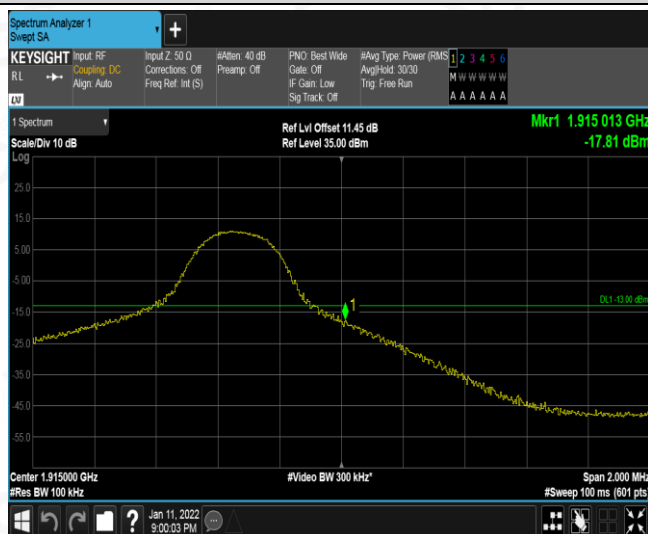 Spectrum Analyzer 1
Swept SA
+
KEYSIGHT
RL
Input: RF
Coupling: DC
Align: Auto
Input Z: 50 Ω
Corrections: Off
Freq Ref: Int (S)
#Atten: 40 dB
Preamp: Off
PNO: Best Wide
Gate: Off
IF Gain: Low
Sig Track: Off
#Avg Type: Power (RMS
Avg|Hold: 30/30
Trig: Free Run
1 2 3 4 5 6
M W W W W W
A A A A A A
1 Spectrum
Scale/Div 10 dB
Ref Lvl Offset 11.45 dB
Ref Level 35.00 dBm
Mkr1 1.915 013 GHz
-17.81 dBm
Log
25.0
15.0
5.00
-5.00
-15.0
-25.0
-35.0
-45.0
-55.0
1
DL1 -13.00 dBm
Center 1.915000 GHz
#Res BW 100 kHz
#Video BW 300 kHz*
Span 2.000 MHz
#Sweep 100 ms (601 pts)
?
Jan 11, 2022
9:00:03 PM